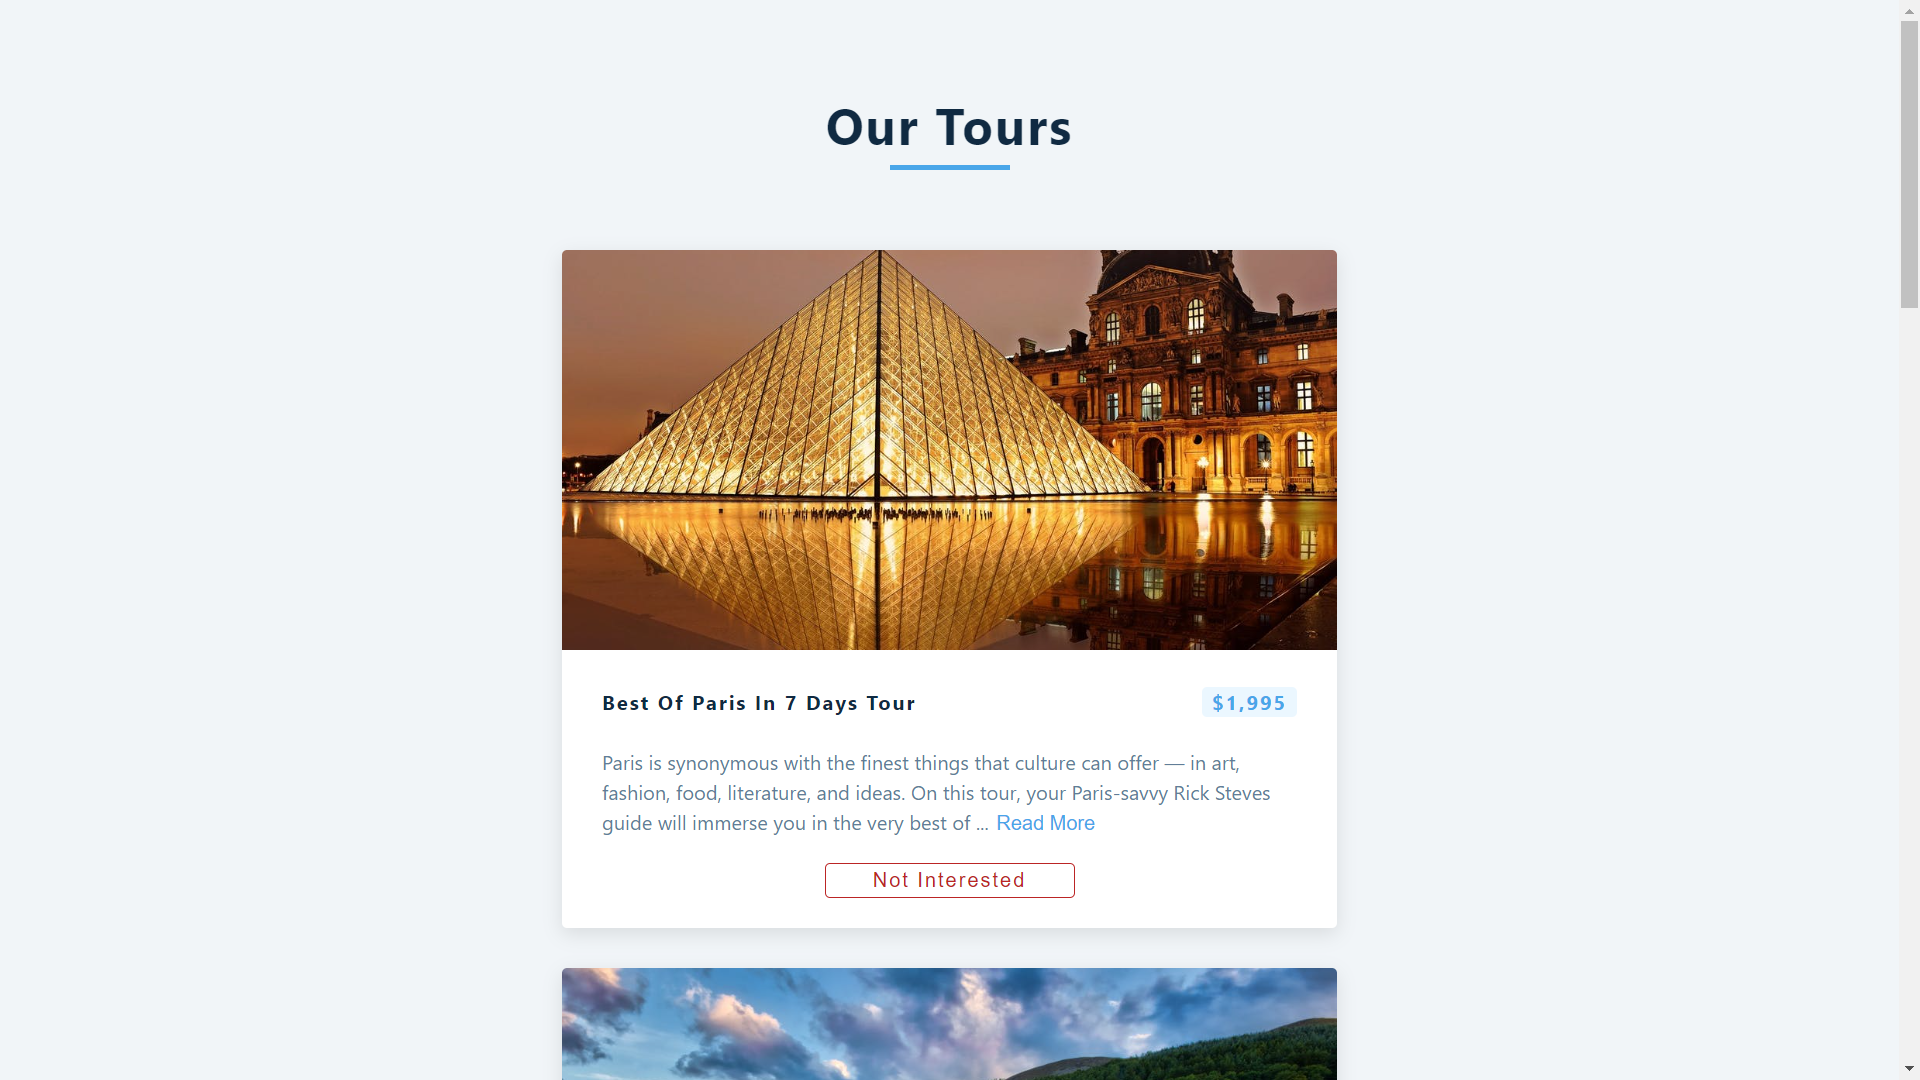 Our Tours
Best Of Paris In 7 Days Tour
$1,995
Paris is synonymous with the finest things that culture can offer — in art,
fashion, food, literature, and ideas. On this tour, your Paris-savvy Rick Steves
guide will immerse you in the very best of ... Read More
Not Interested